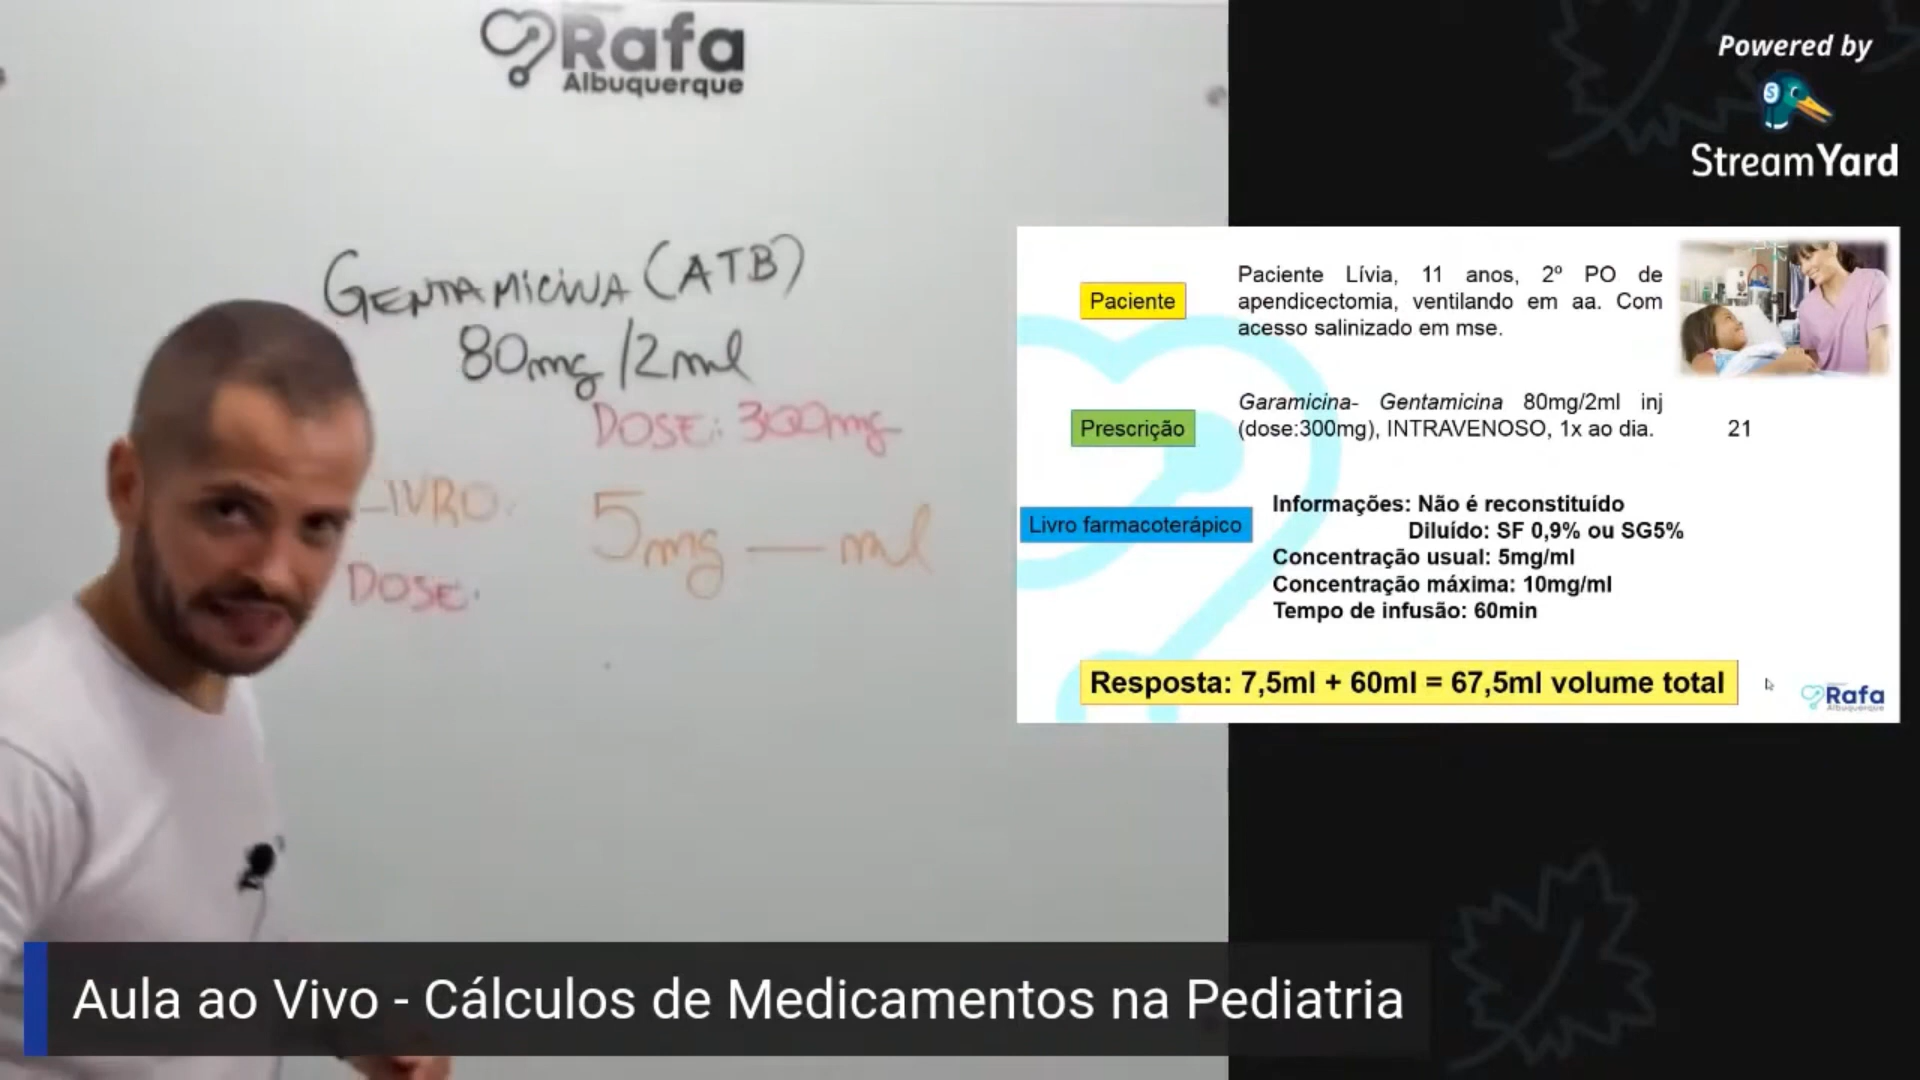 Rafa
Albuquerque
GENTAMICINA (ATB)
80mg/2ml
DOSE: 300mg
LIVRO:
5mg — ml
DOSE:
Powered by
StreamYard
Paciente
Paciente Lívia, 11 anos, 2º PO de
apendicectomia, ventilando em aa. Com
acesso salinizado em mse.
Prescrição
Garamicina- Gentamicina 80mg/2ml inj
(dose:300mg), INTRAVENOSO, 1x ao dia. 21
Livro farmacoterápico
Informações: Não é reconstituído
Diluído: SF 0,9% ou SG5%
Concentração usual: 5mg/ml
Concentração máxima: 10mg/ml
Tempo de infusão: 60min
Resposta: 7,5ml + 60ml = 67,5ml volume total
Rafa
Albuquerque
Aula ao Vivo - Cálculos de Medicamentos na Pediatria